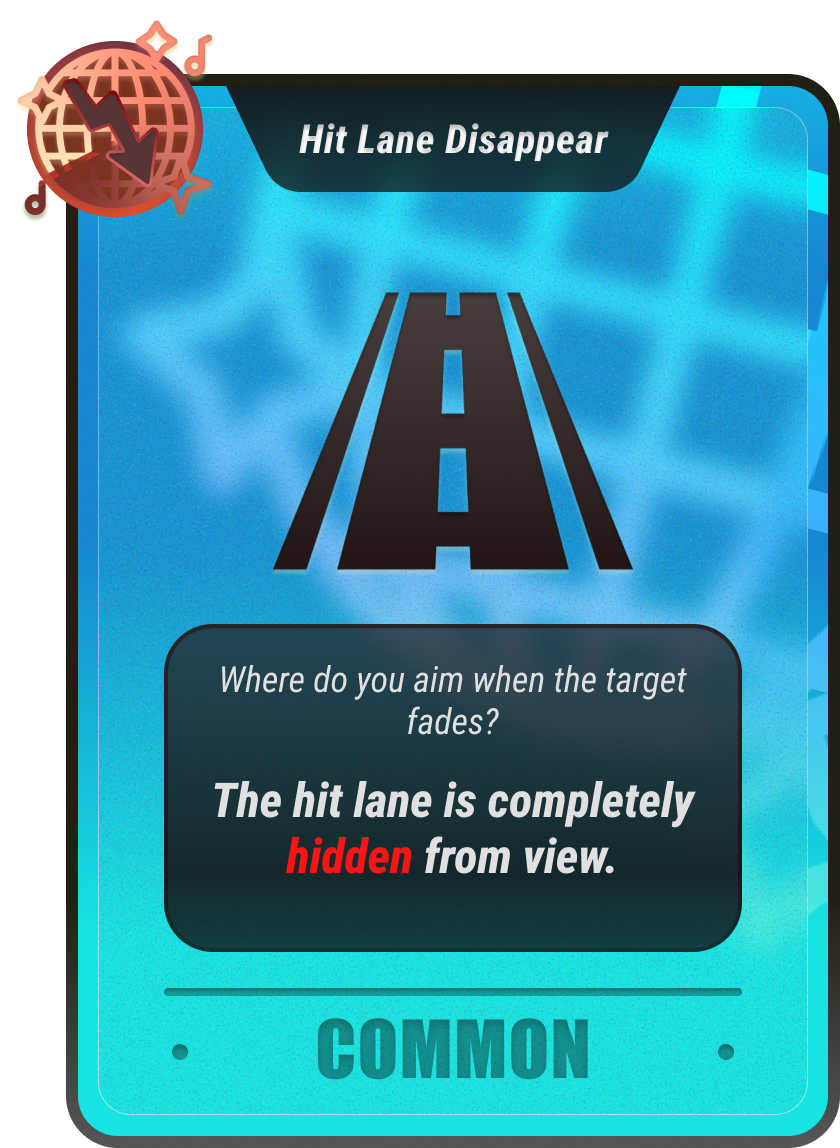 Hit Lane Disappear
Where do you aim when the target
fades?
The hit lane is completely
hidden from view.
COMMON